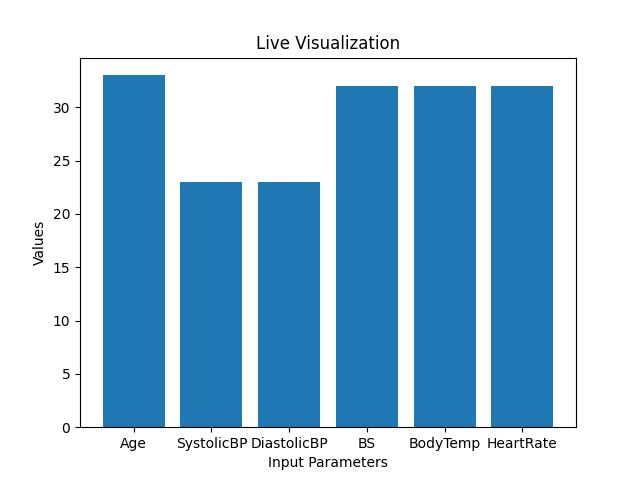 Live Visualization
Values
30
25
20
15
10
5
0
Age SystolicBP DiastolicBP BS BodyTemp HeartRate
Input Parameters